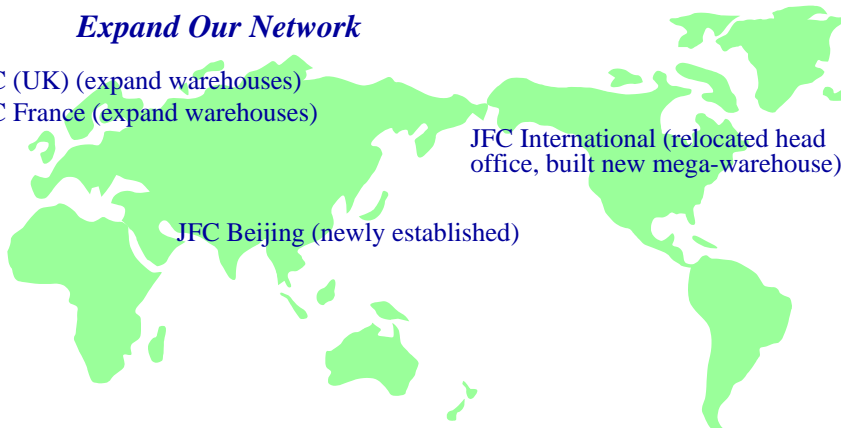 Expand Our Network
C (UK) (expand warehouses)
C France (expand warehouses)
JFC International (relocated head
office, built new mega-warehouse)
JFC Beijing (newly established)